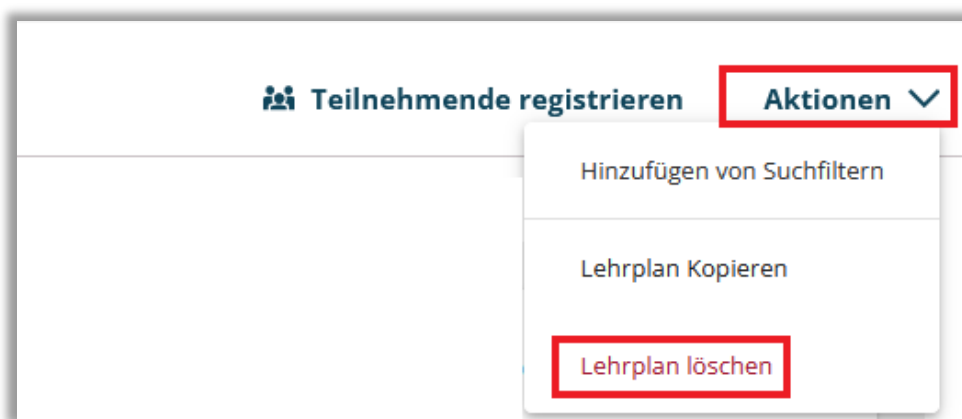 Teilnehmende registrieren Aktionen
Hinzufügen von Suchfiltern
Lehrplan Kopieren
Lehrplan löschen